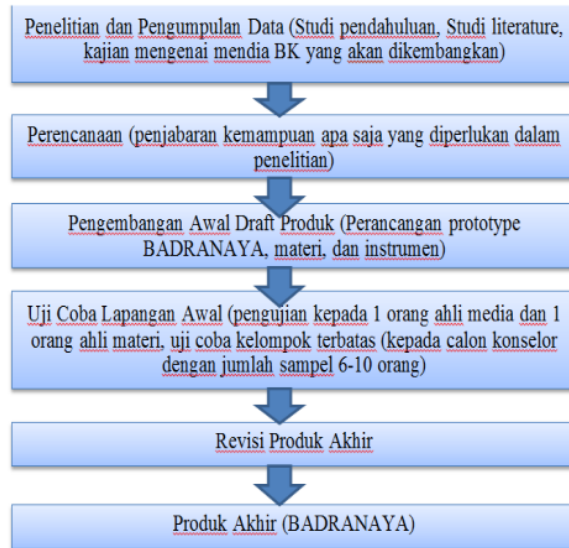 Penelitian dan Pengumpulan Data (Studi pendahuluan, Studi literature,
kajian mengenai mendia BK yang akan dikembangkan)
Perencanaan (penjabaran kemampuan apa saja yang diperlukan dalam
penelitian)
Pengembangan Awal Draft Produk (Perancangan prototype
BADRANAYA, materi, dan instrumen)
Uji Coba Lapangan Awal (pengujian kepada 1 orang ahli media dan 1
orang ahli materi, uji coba kelompok terbatas (kepada calon konselor
dengan jumlah sampel 6-10 orang)
Revisi Produk Akhir
Produk Akhir (BADRANAYA)